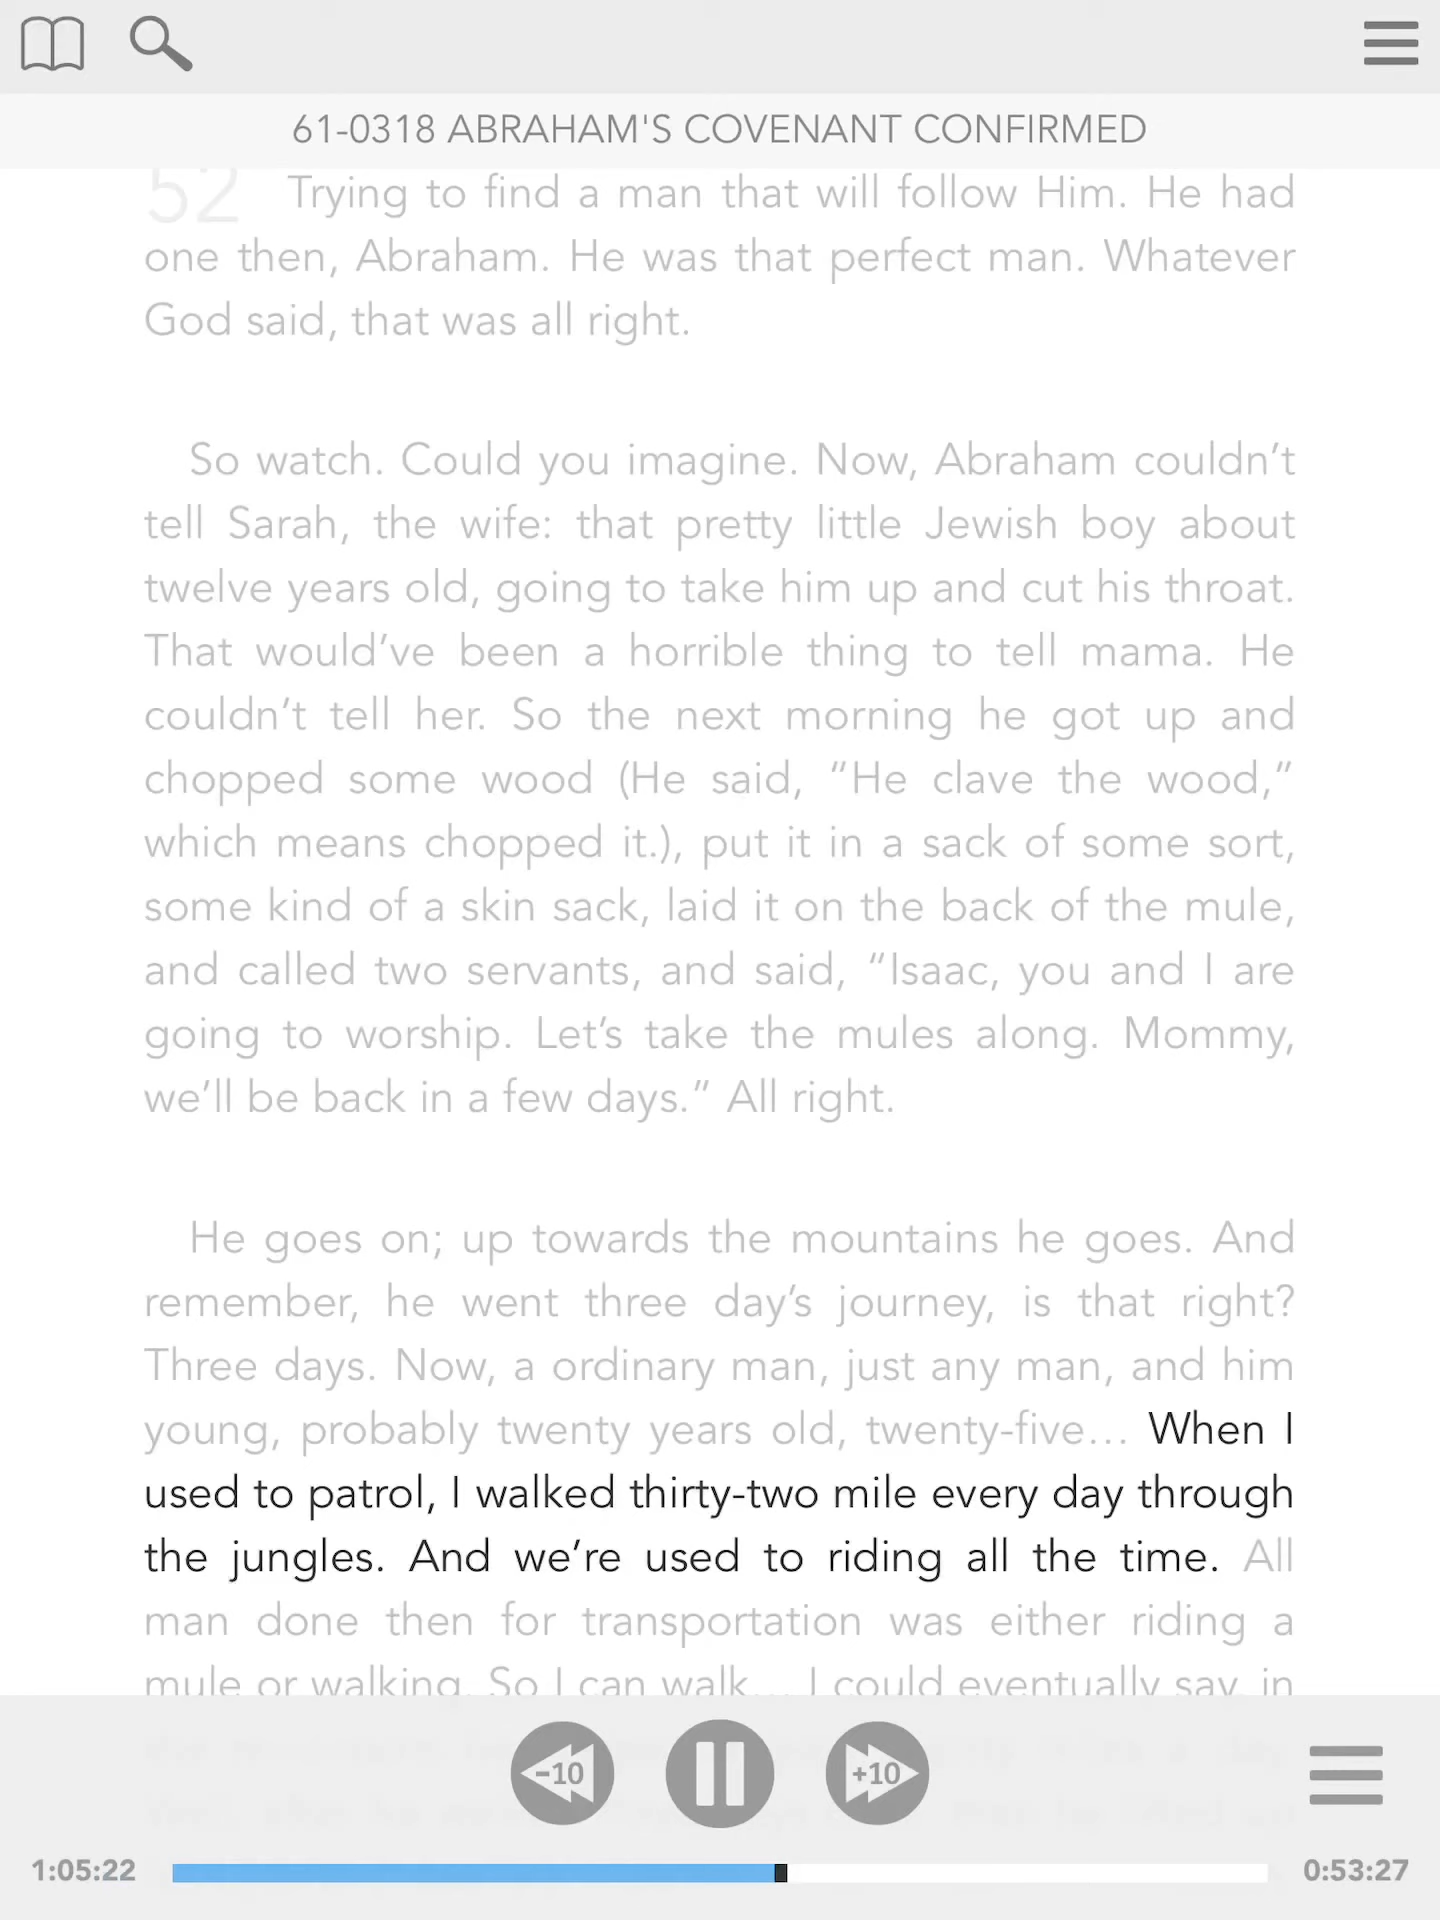 61-0318 ABRAHAM'S COVENANT CONFIRMED
52 Trying to find a man that will follow Him. He had
one then, Abraham. He was that perfect man. Whatever
God said, that was all right.
So watch. Could you imagine. Now, Abraham couldn’t
tell Sarah, the wife: that pretty little Jewish boy about
twelve years old, going to take him up and cut his throat.
That would’ve been a horrible thing to tell mama. He
couldn’t tell her. So the next morning he got up and
chopped some wood (He said, “He clave the wood,”
which means chopped it.), put it in a sack of some sort,
some kind of a skin sack, laid it on the back of the mule,
and called two servants, and said, “Isaac, you and I are
going to worship. Let’s take the mules along. Mommy,
we’ll be back in a few days.” All right.
He goes on; up towards the mountains he goes. And
remember, he went three day’s journey, is that right?
Three days. Now, a ordinary man, just any man, and him
young, probably twenty years old, twenty-five… When I
used to patrol, I walked thirty-two mile every day through
the jungles. And we’re used to riding all the time. All
man done then for transportation was either riding a
mule or walking. So I can walk… I could eventually say, in
-10
+10
1:05:22
0:53:27